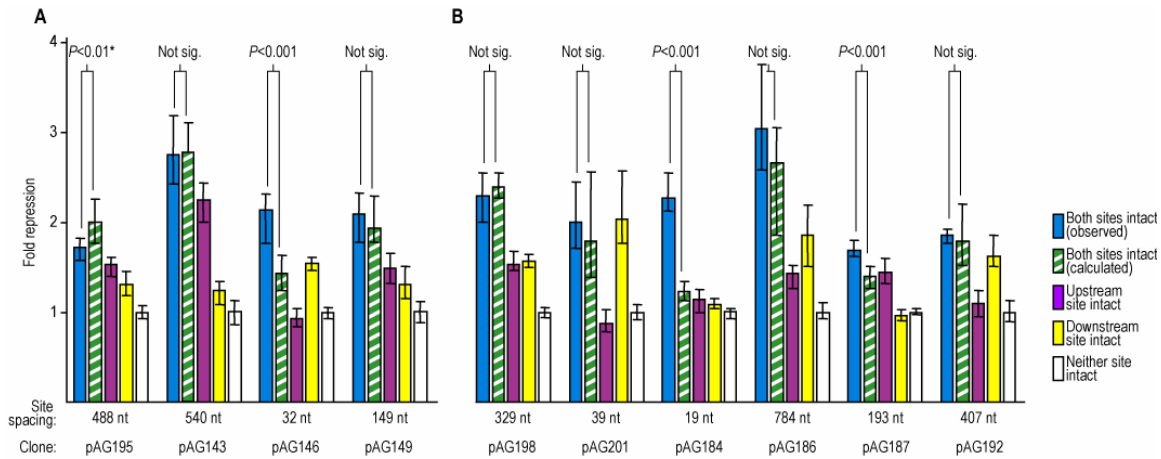 A
B
P<0.01*
Not sig.
P<0.001
Not sig.
Not sig.
Not sig.
P<0.001
Not sig.
P<0.001
Not sig.
Fold repression
4
3
2
1
Both sites intact
(observed)
Both sites intact
(calculated)
Upstream
site intact
Downstream
site intact
Neither site
intact
Site
spacing:
488 nt
540 nt
32 nt
149 nt
329 nt
39 nt
19 nt
784 nt
193 nt
407 nt
Clone:
pAG195
pAG143
pAG146
pAG149
pAG198
pAG201
pAG184
pAG186
pAG187
pAG192